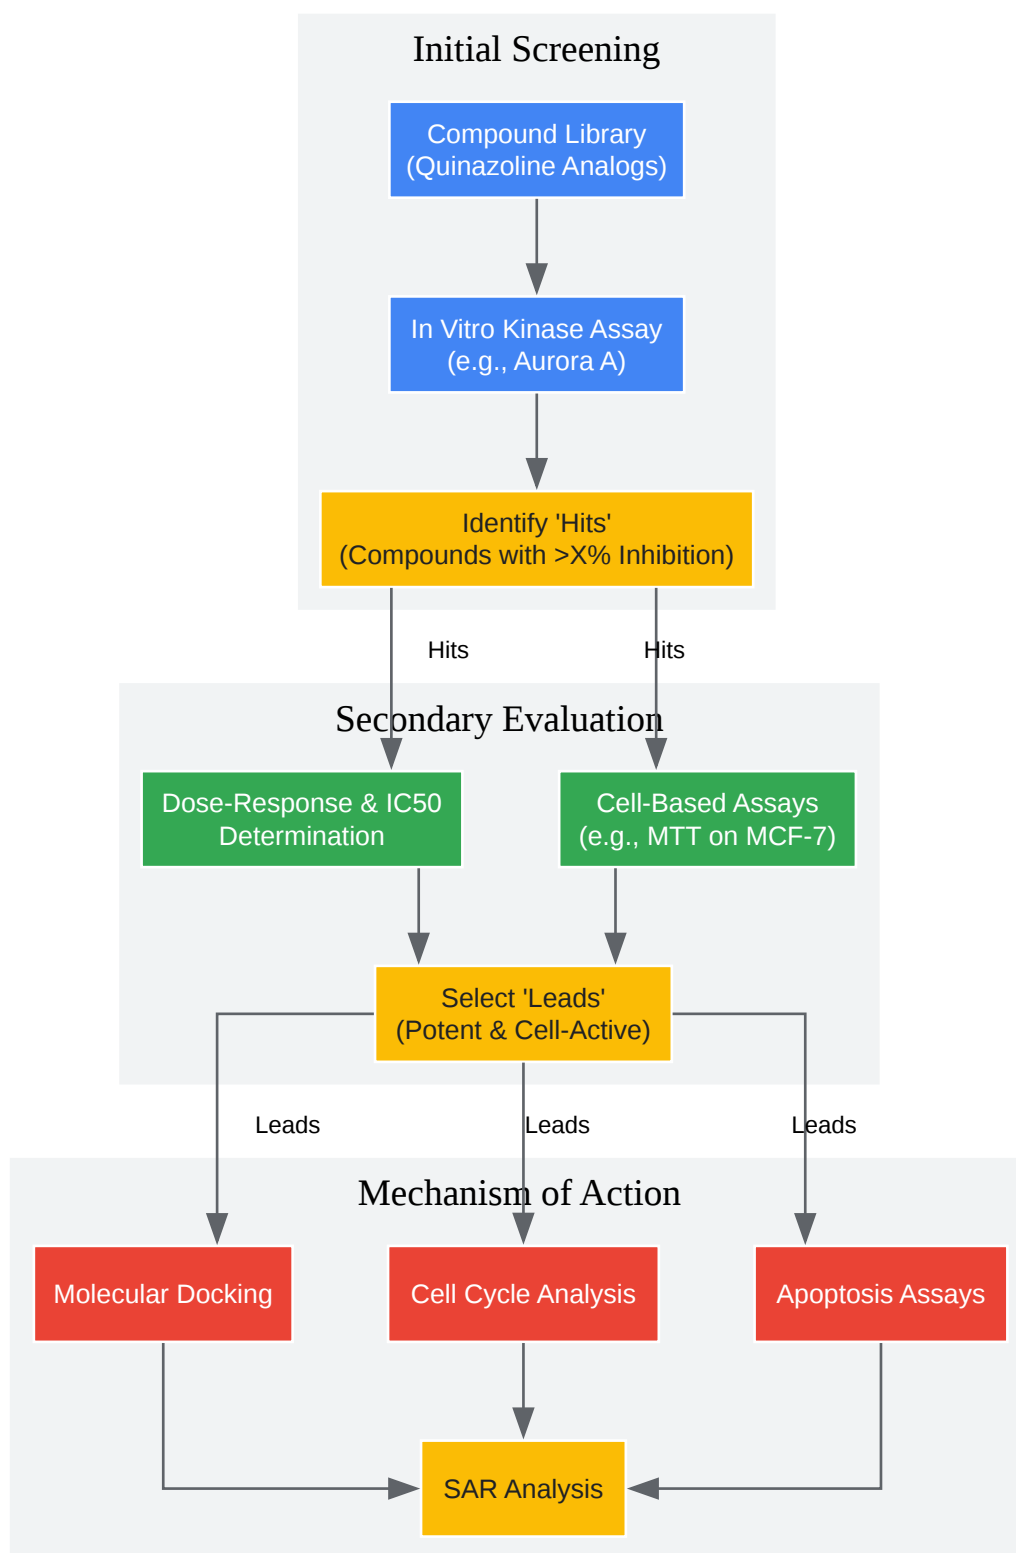 Initial Screening
Compound Library
(Quinazoline Analogs)
In Vitro Kinase Assay
(e.g., Aurora A)
Identify 'Hits'
(Compounds with >X% Inhibition)
Hits
Hits
Secondary Evaluation
Dose-Response & IC50
Determination
Cell-Based Assays
(e.g., MTT on MCF-7)
Select 'Leads'
(Potent & Cell-Active)
Leads
Leads
Leads
Mechanism of Action
Molecular Docking
Cell Cycle Analysis
Apoptosis Assays
SAR Analysis